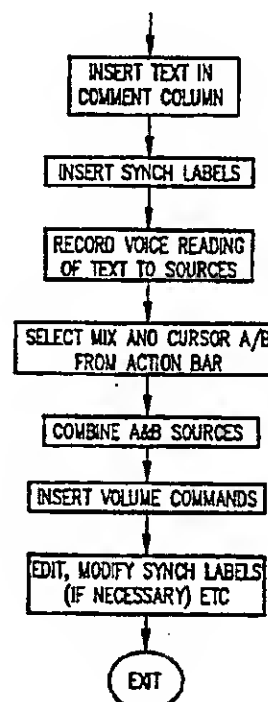 INSERT TEXT IN
COMMENT COLUMN
INSERT SYNCH LABELS
RECORD VOICE READING
OF TEXT TO SOURCES
SELECT MIX AND CURSOR A/B
FROM ACTION BAR
COMBINE A&B SOURCES
INSERT VOLUME COMMANDS
EDIT, MODIFY SYNCH LABELS
(IF NECESSARY) ETC
EXIT